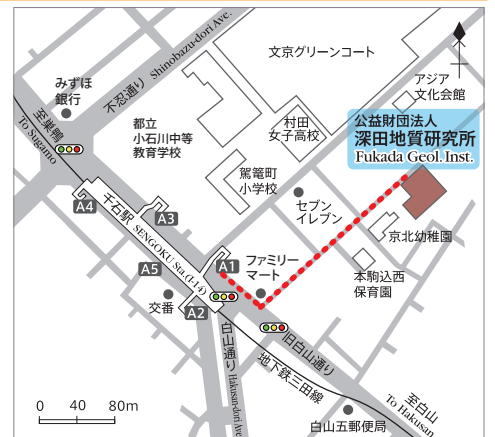 不忍通り Shinobazu-dori Ave.
文京グリーンコート
みずほ
銀行
アジア
文化会館
至巣鴨
To Sugamo
都立
小石川中等
教育学校
村田
女子高校
公益財団法人
深田地質研究所
Fukada Geol. Inst.
駕籠町
小学校
セブン
イレブン
A4
A3
千石駅 SENGOKU Sta.(I-14)
京北幼稚園
A5
A1
ファミリー
マート
本駒込西
保育園
交番
A2
白山通り Hakusan-dori Ave.
旧白山通り
地下鉄三田線
至白山
To Hakusan
0 40 80m
白山五郵便局